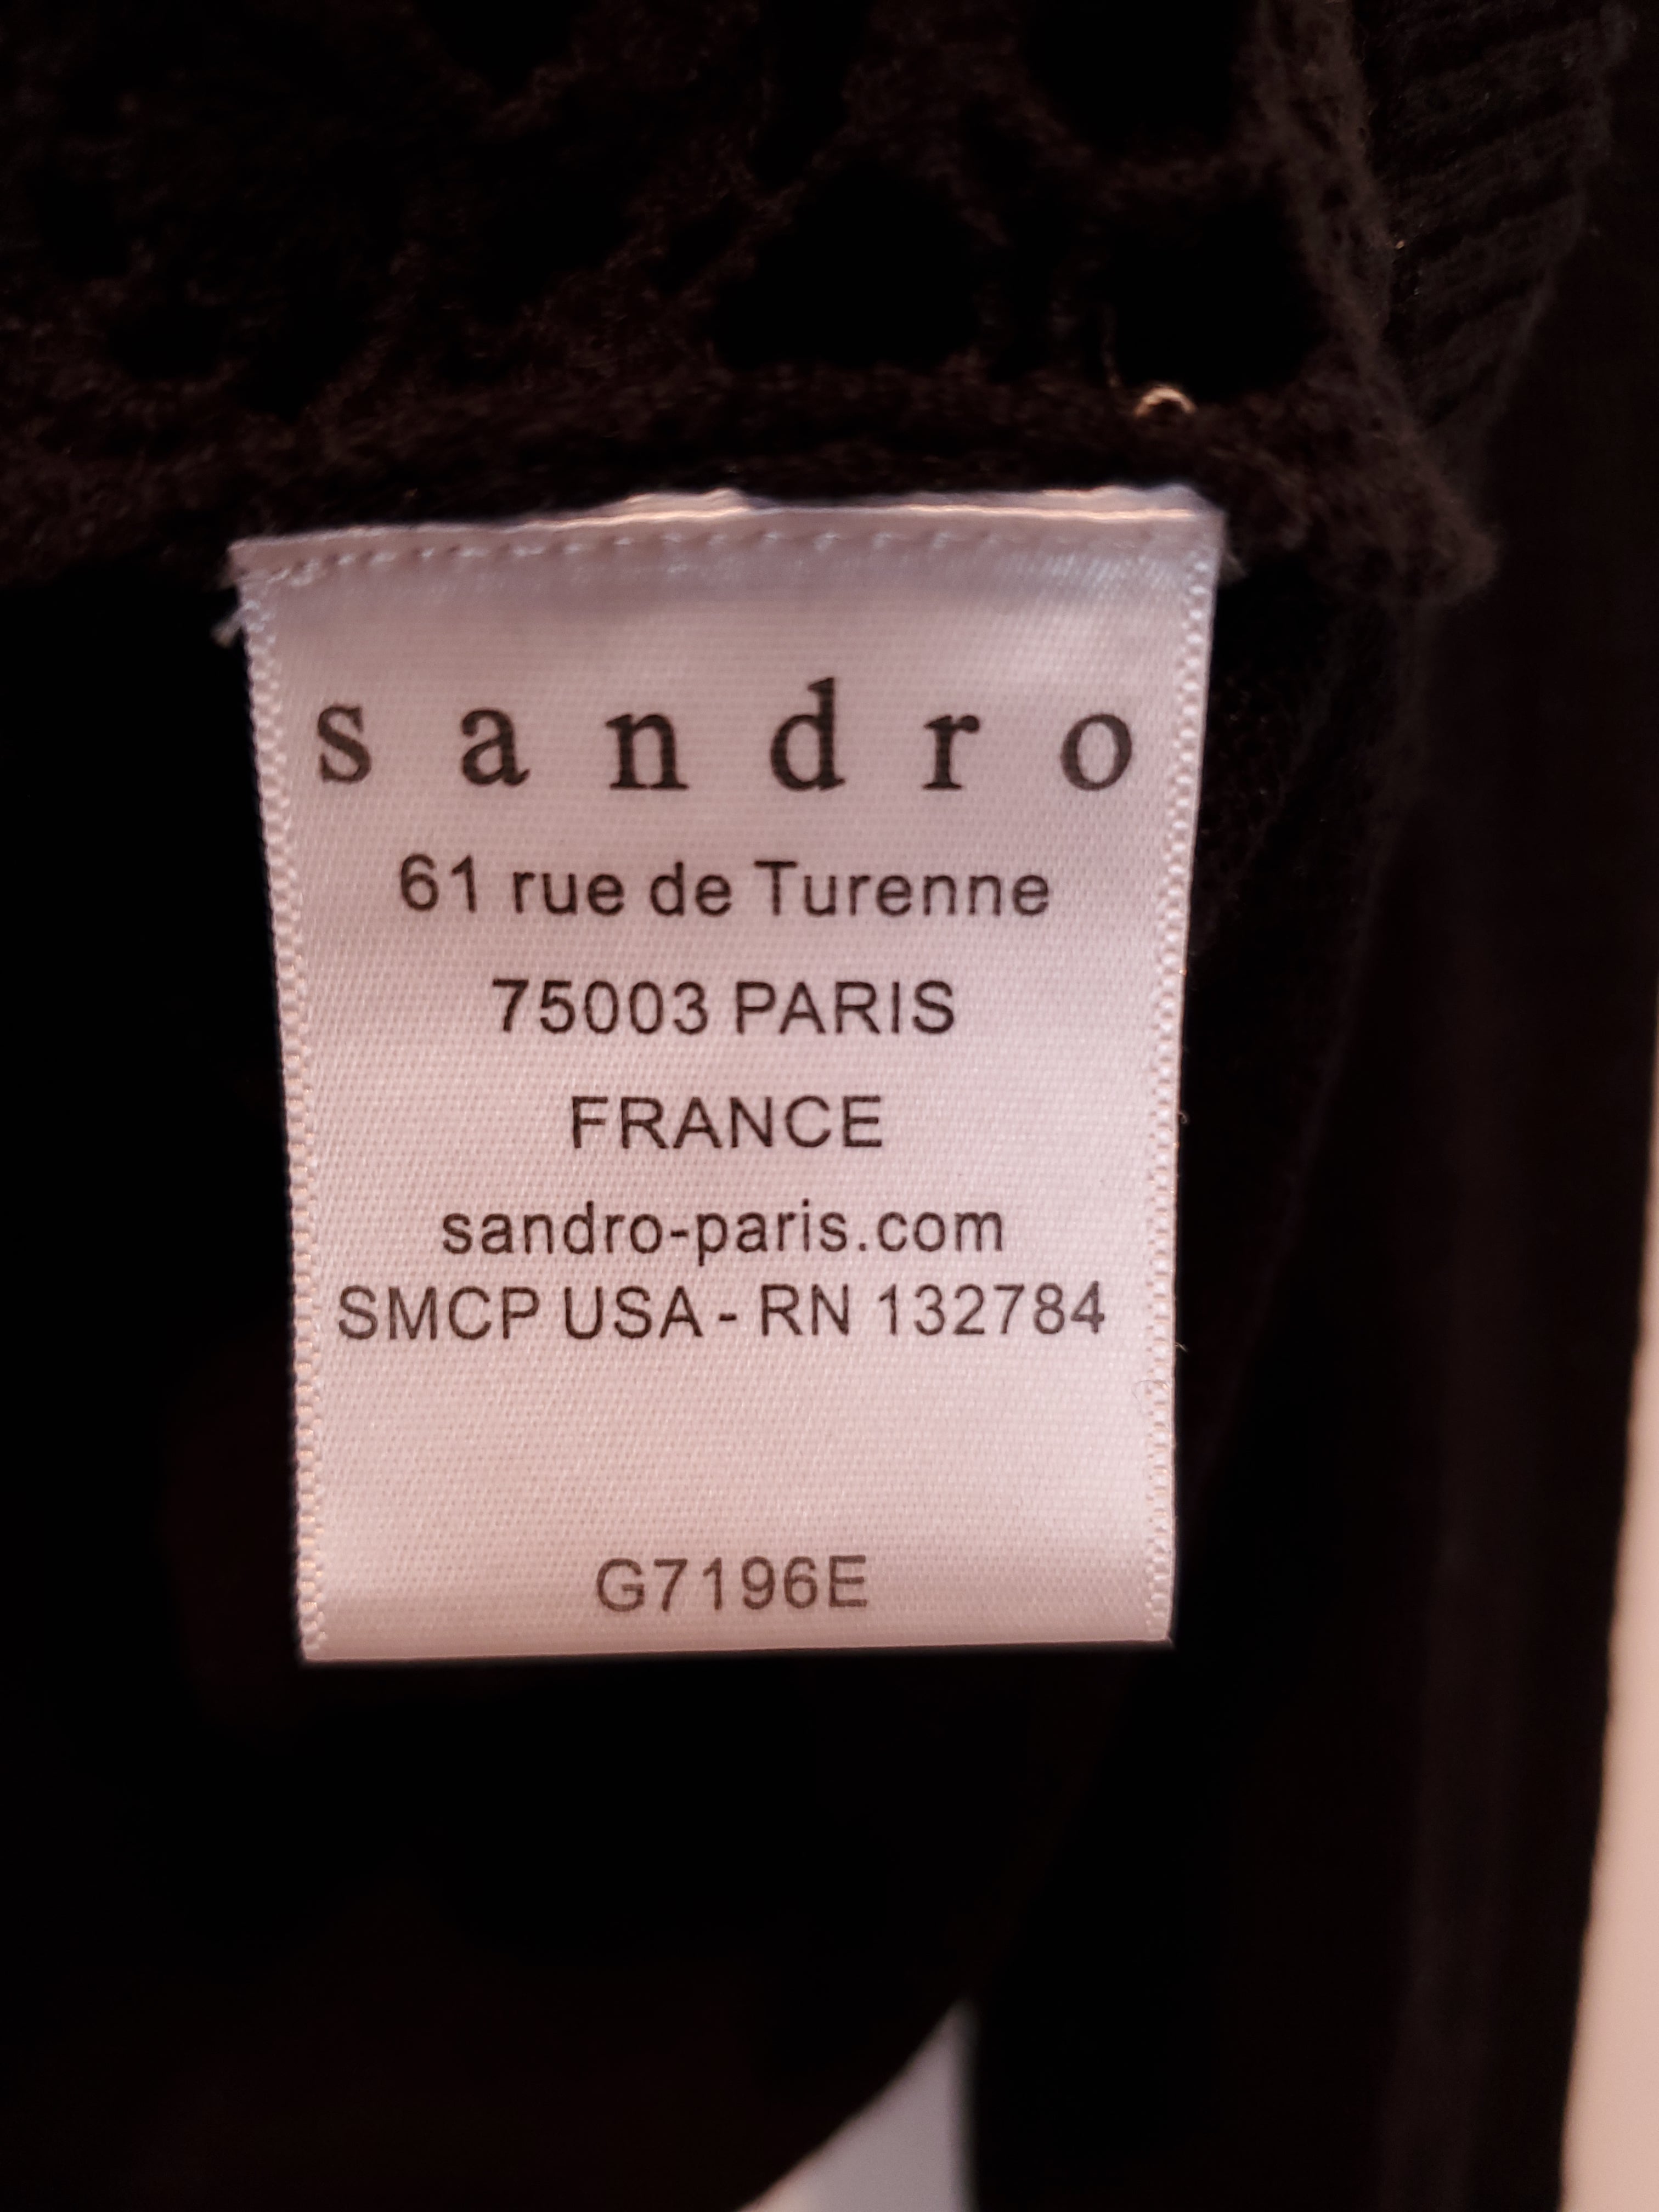 sandro
61 rue de Turenne
75003 PARIS
FRANCE
sandro-paris.com
SMCP USA - RN 132784
G7196E